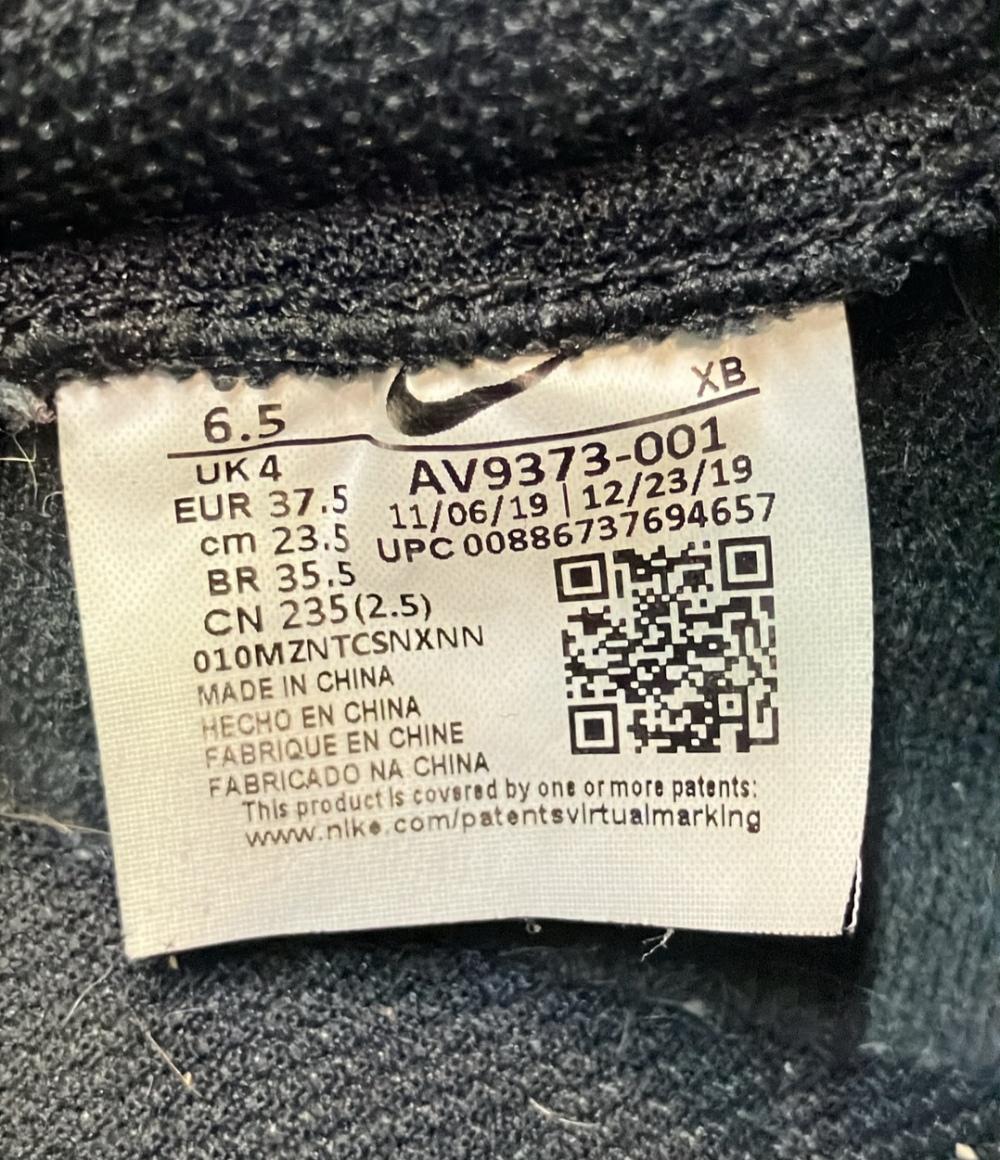 6.5
XB
UK 4
EUR 37.5
cm 23.5
BR 35.5
CN 235(2.5)
AV9373-001
11/06/19 | 12/23/19
UPC 00886737694657
010MZNTCSNXNN
MADE IN CHINA
HECHO EN CHINA
FABRIQUE EN CHINE
FABRICADO NA CHINA
This product is covered by one or more patents:
www.nike.com/patentsvirtualmarking